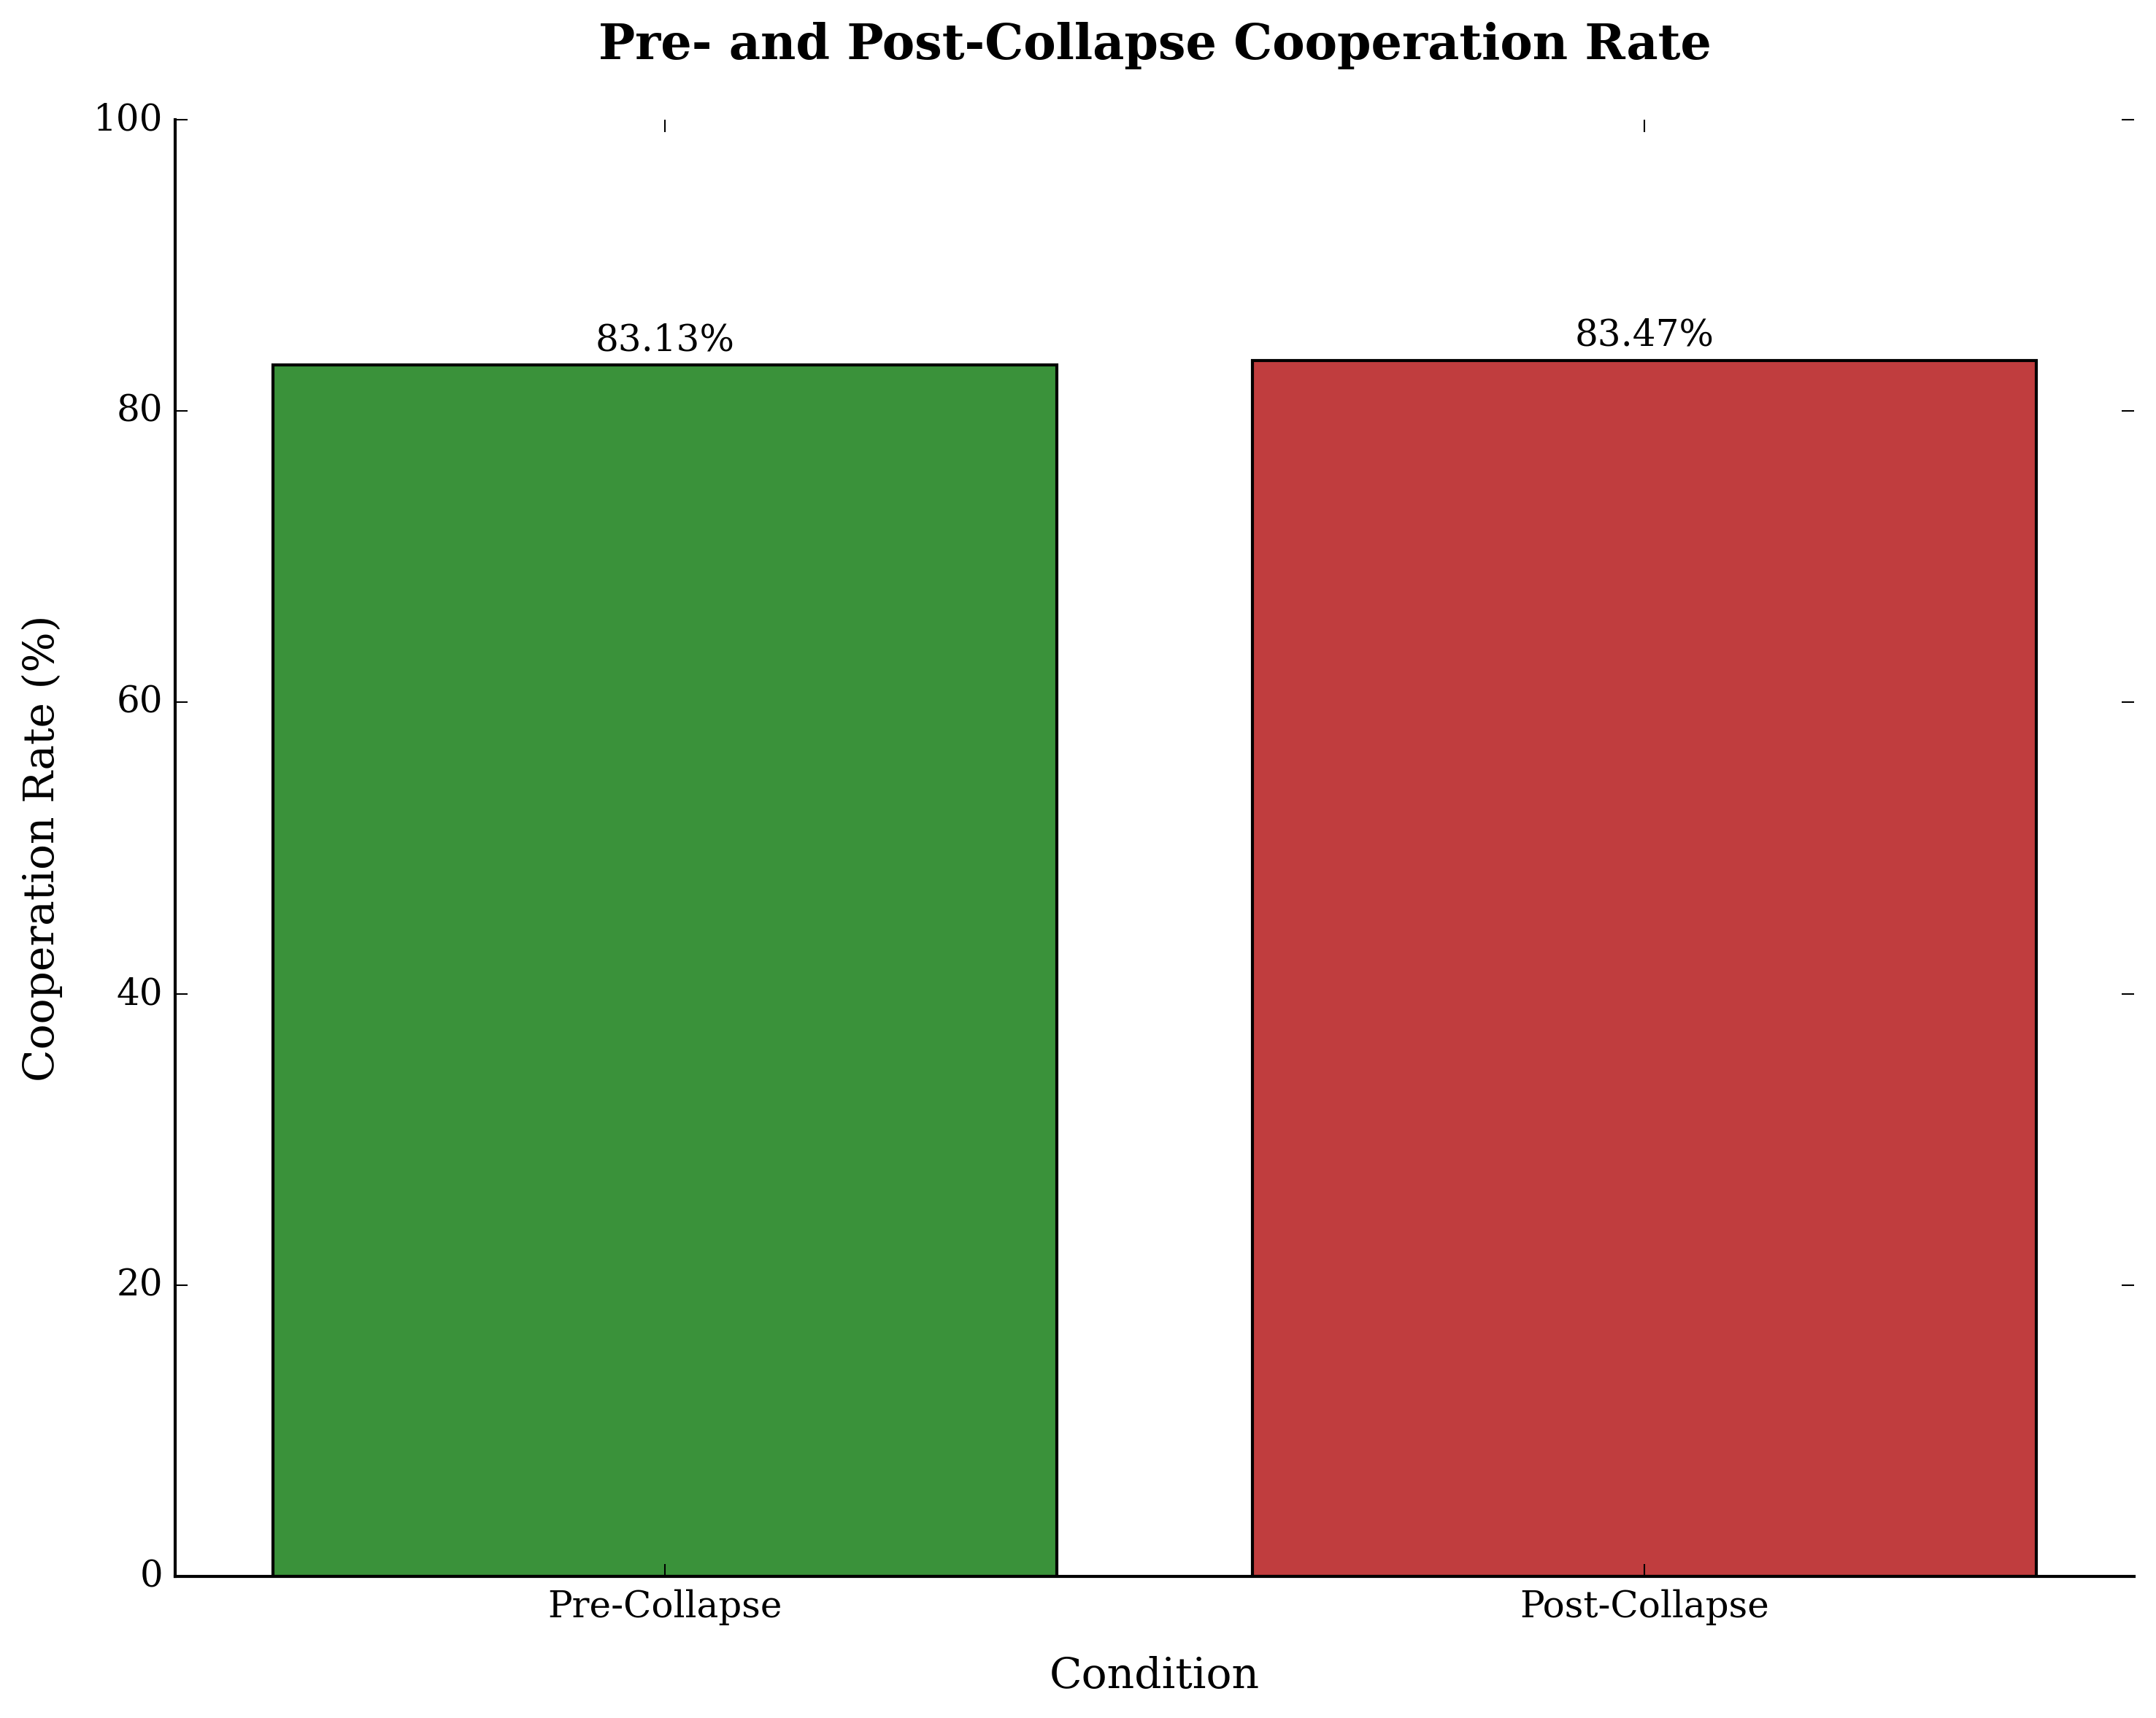 Pre- and Post-Collapse Cooperation Rate
100
80
60
40
20
0
Cooperation Rate (%)
83.13%
83.47%
Pre-Collapse
Post-Collapse
Condition